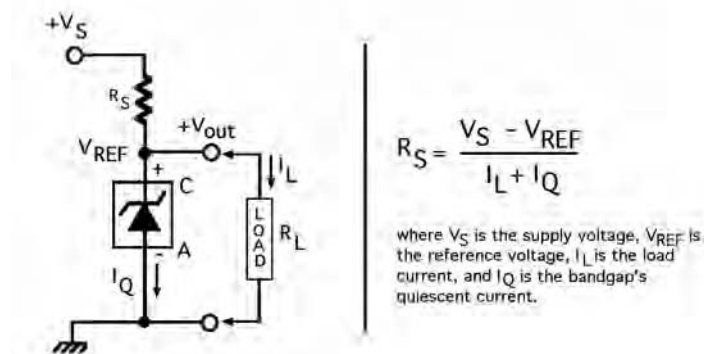 +VS
RS
+Vout
VREF
IL
+
C
LOAD
RL
A
-
IQ
RS = VS - VREF
IL + IQ
where VS is the supply voltage, VREF is
the reference voltage, IL is the load
current, and IQ is the bandgap's
quiescent current.